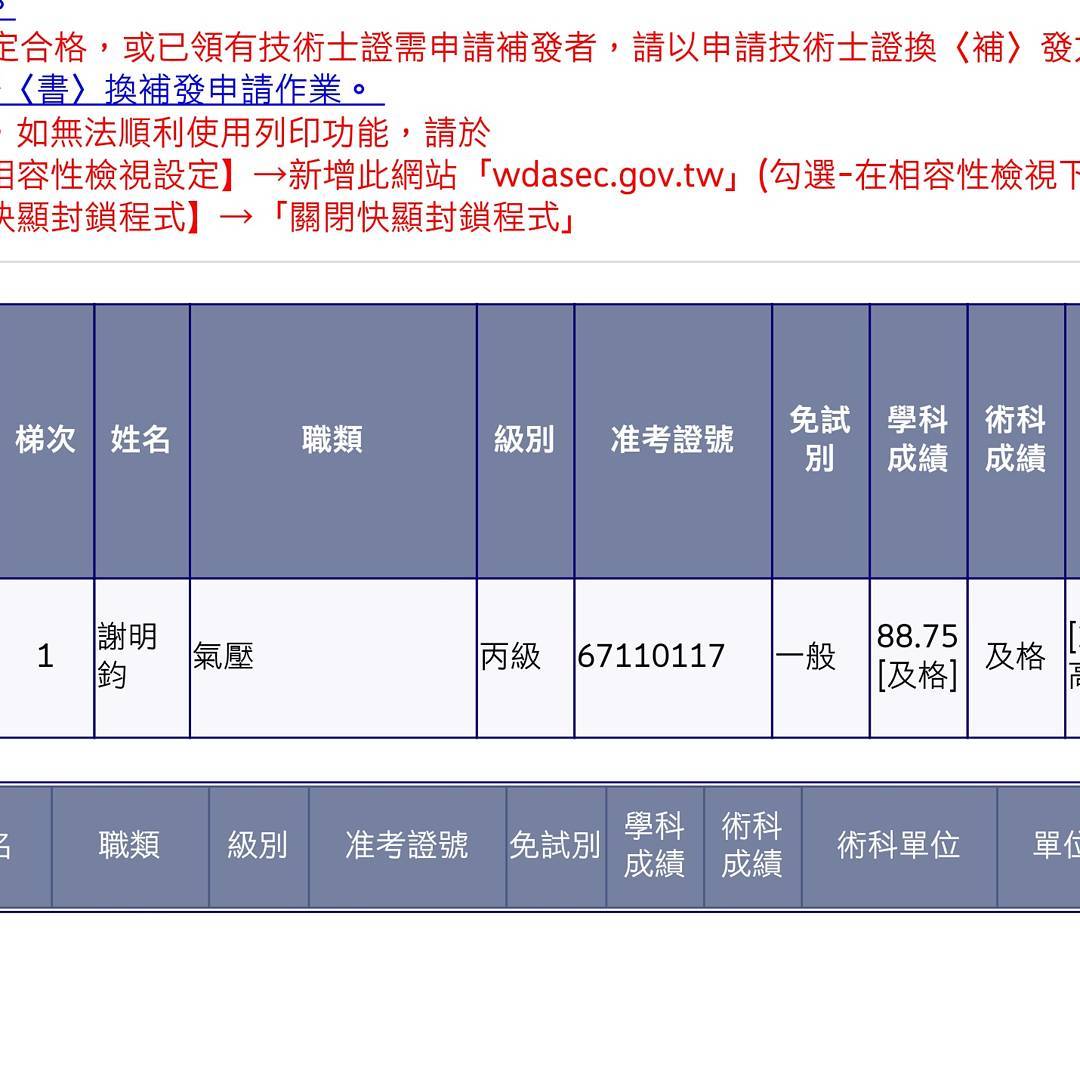 定合格，或已領有技術士證需申請補發者，請以申請技術士證換〈補〉發
〈書〉換補發申請作業。
，如無法順利使用列印功能，請於
相容性檢視設定】→新增此網站「wdasec.gov.tw」(勾選-在相容性檢視下
快顯封鎖程式】→「關閉快顯封鎖程式」
梯次 姓名 職類 級別 准考證號 免試別 學科成績 術科成績
1 謝明鈞 氣壓 丙級 67110117 一般 88.75[及格] 及格
名 職類 級別 准考證號 免試別 學科成績 術科成績 術科單位 單位